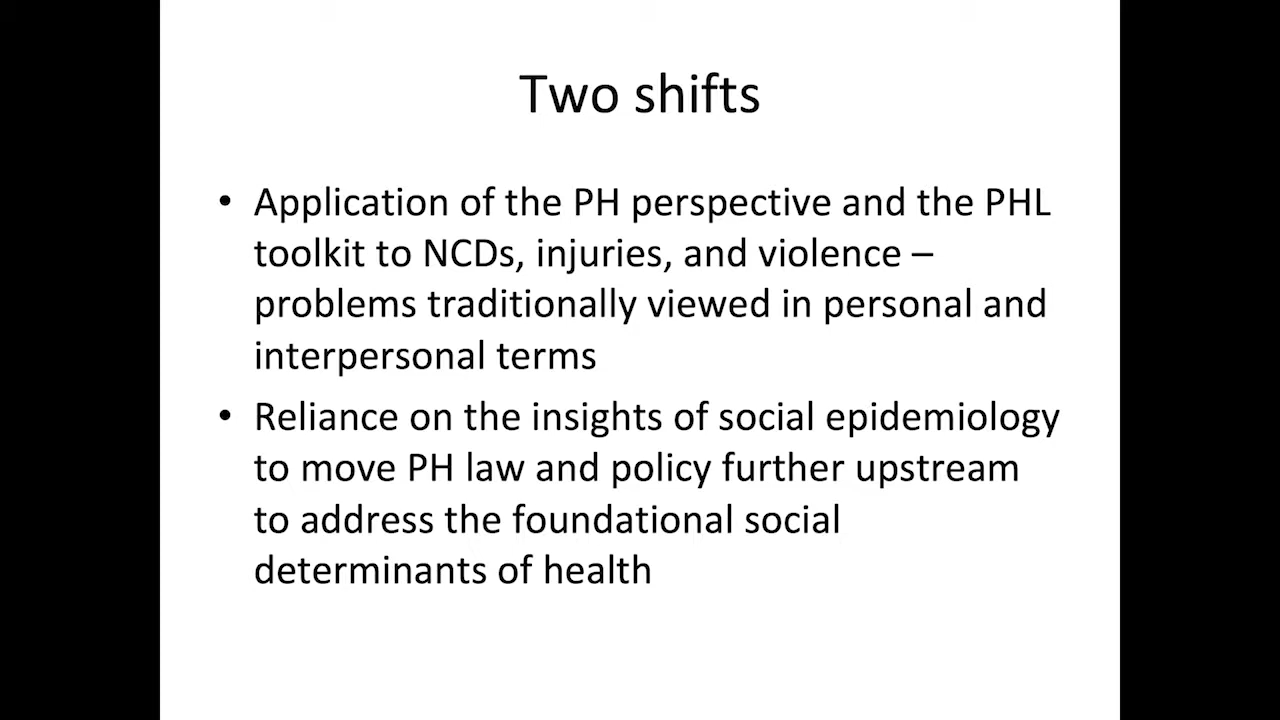 Two shifts
• Application of the PH perspective and the PHL
toolkit to NCDs, injuries, and violence –
problems traditionally viewed in personal and
interpersonal terms
• Reliance on the insights of social epidemiology
to move PH law and policy further upstream
to address the foundational social
determinants of health